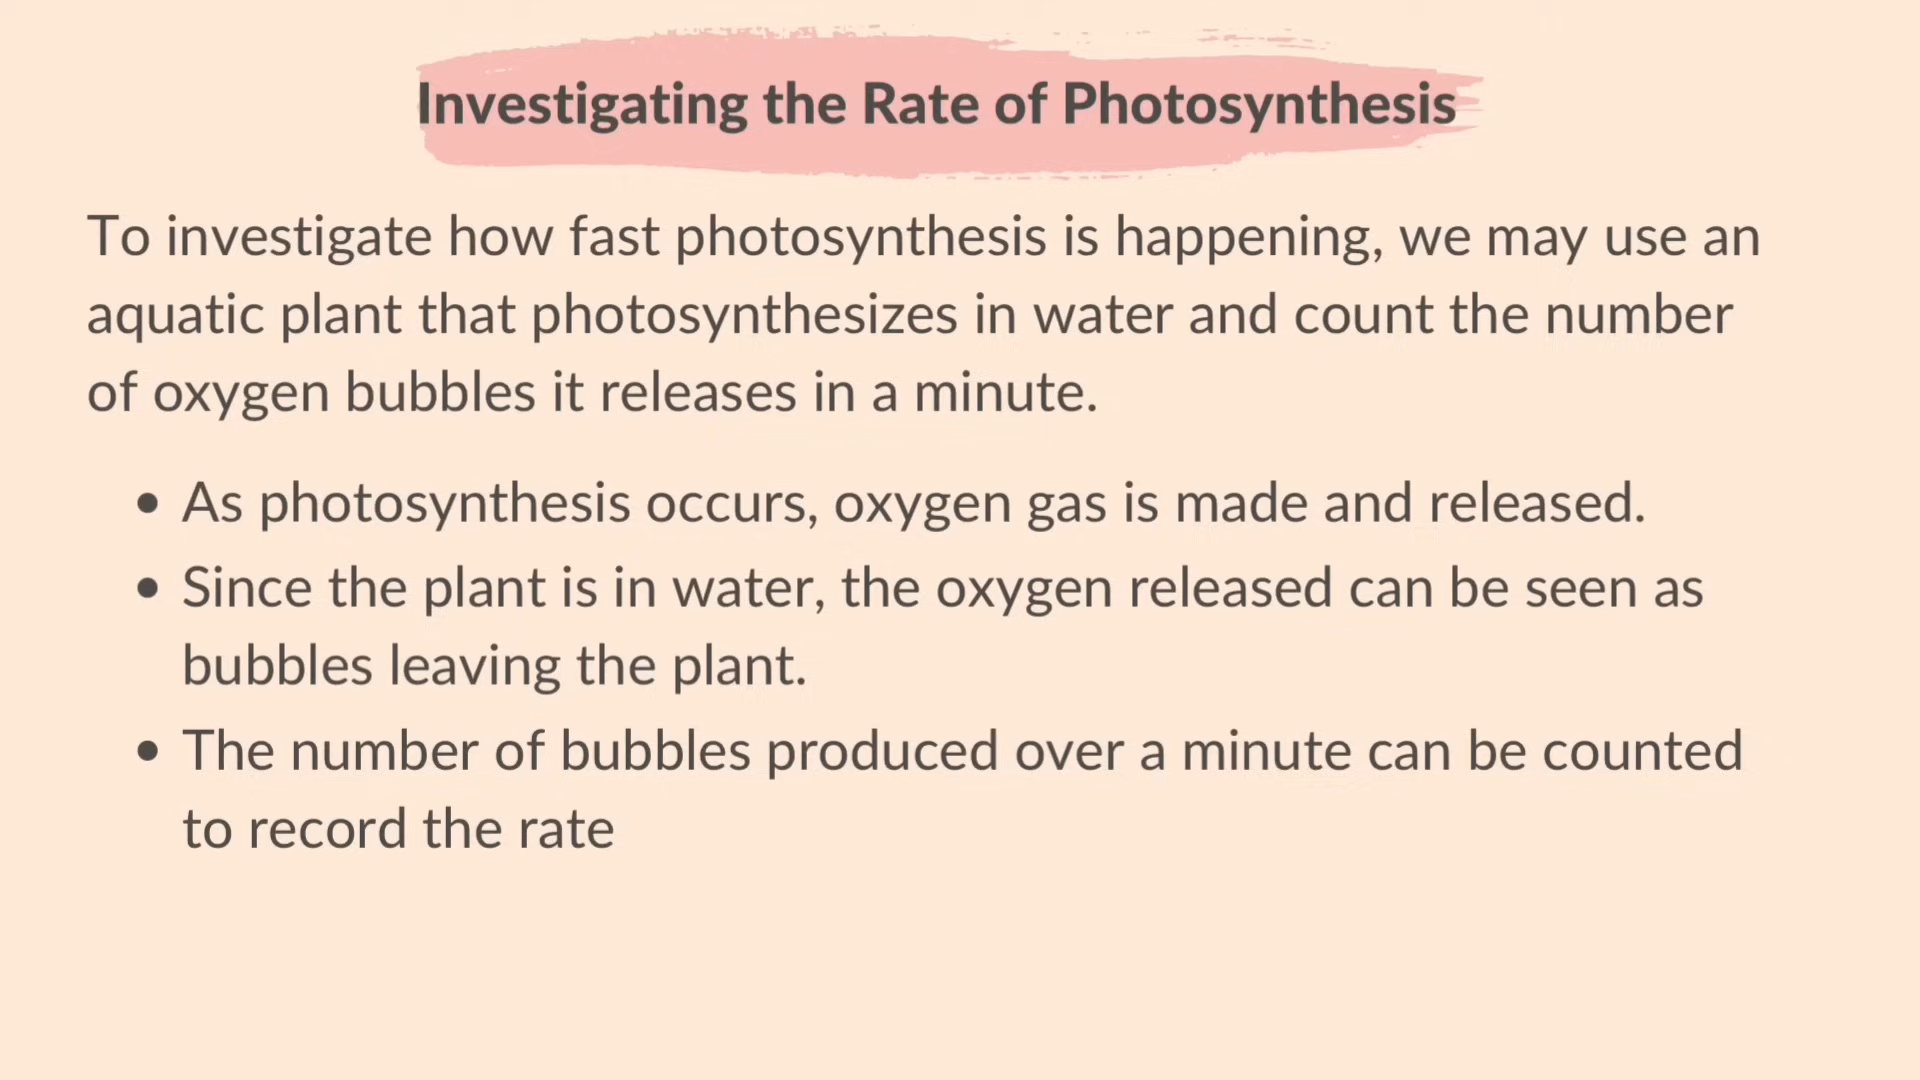 Investigating the Rate of Photosynthesis
To investigate how fast photosynthesis is happening, we may use an
aquatic plant that photosynthesizes in water and count the number
of oxygen bubbles it releases in a minute.
• As photosynthesis occurs, oxygen gas is made and released.
• Since the plant is in water, the oxygen released can be seen as
bubbles leaving the plant.
• The number of bubbles produced over a minute can be counted
to record the rate